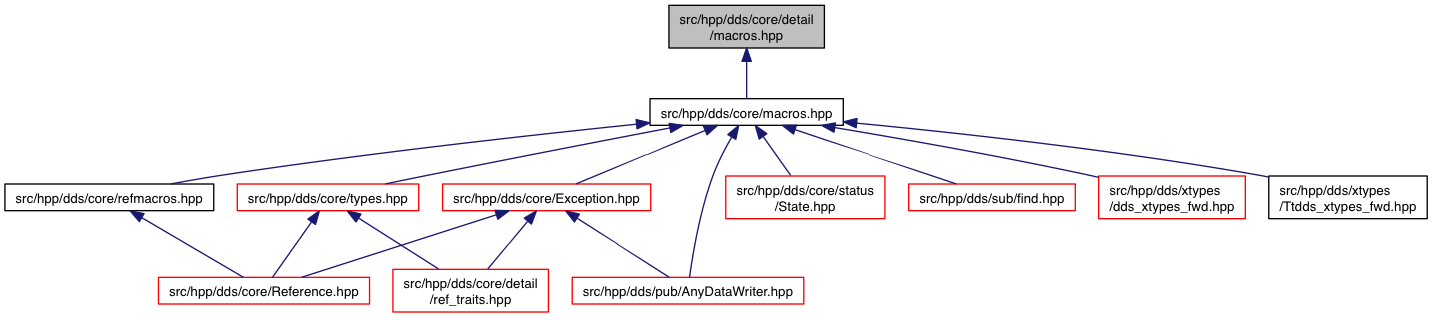 src/hpp/dds/core/detail
/macros.hpp
src/hpp/dds/core/macros.hpp
src/hpp/dds/core/refmacros.hpp
src/hpp/dds/core/types.hpp
src/hpp/dds/core/Exception.hpp
src/hpp/dds/core/status
/State.hpp
src/hpp/dds/sub/find.hpp
src/hpp/dds/xtypes
/dds_xtypes_fwd.hpp
src/hpp/dds/xtypes
/Ttdds_xtypes_fwd.hpp
src/hpp/dds/core/Reference.hpp
src/hpp/dds/core/detail
/ref_traits.hpp
src/hpp/dds/pub/AnyDataWriter.hpp